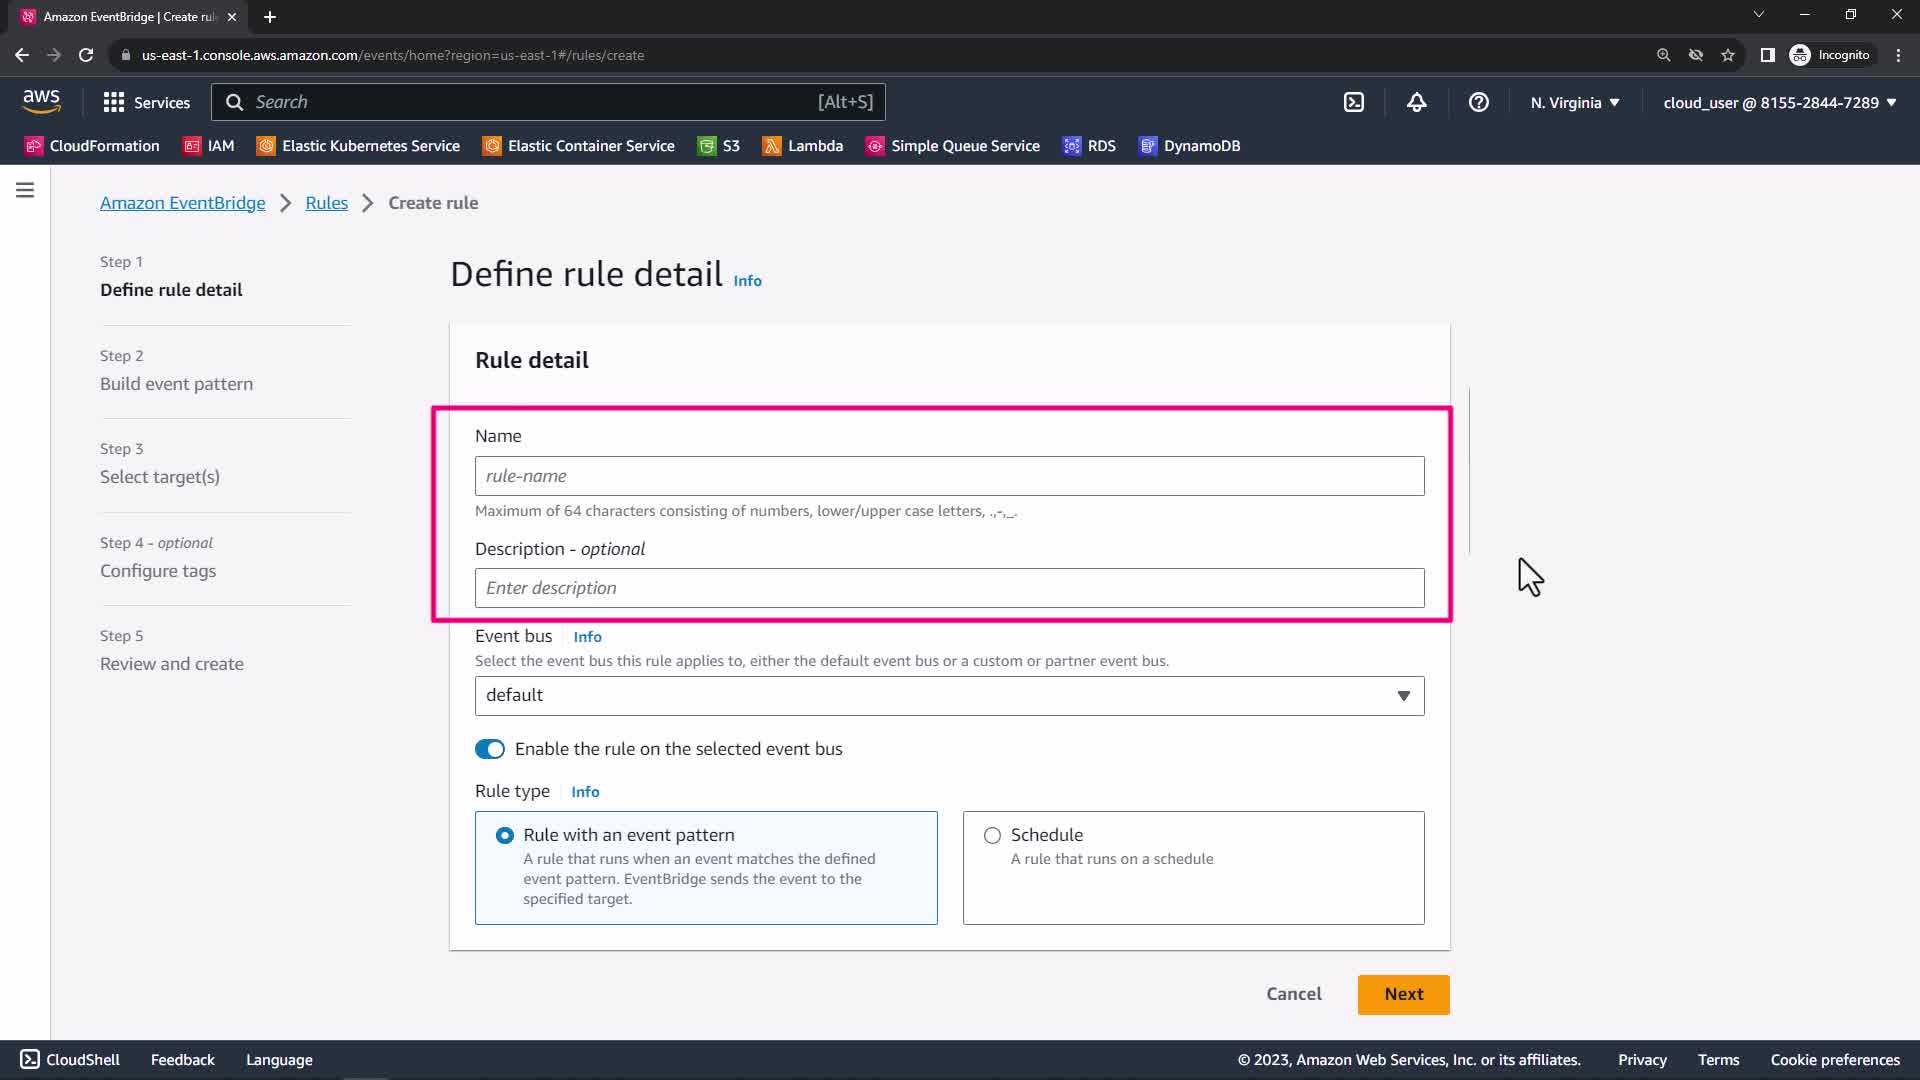 Amazon EventBridge | Create rul
us-east-1.console.aws.amazon.com/events/home?region=us-east-1#/rules/create
Incognito
aws
Services
Search
[Alt+S]
N. Virginia
cloud_user @ 8155-2844-7289
CloudFormation
IAM
Elastic Kubernetes Service
Elastic Container Service
S3
Lambda
Simple Queue Service
RDS
DynamoDB
Amazon EventBridge
Rules
Create rule
Step 1
Define rule detail
Step 2
Build event pattern
Step 3
Select target(s)
Step 4 - optional
Configure tags
Step 5
Review and create
Define rule detail Info
Rule detail
Name
rule-name
Maximum of 64 characters consisting of numbers, lower/upper case letters, .,-,_.
Description - optional
Enter description
Event bus Info
Select the event bus this rule applies to, either the default event bus or a custom or partner event bus.
default
Enable the rule on the selected event bus
Rule type Info
Rule with an event pattern
A rule that runs when an event matches the defined
event pattern. EventBridge sends the event to the
specified target.
Schedule
A rule that runs on a schedule
Cancel
Next
CloudShell
Feedback
Language
© 2023, Amazon Web Services, Inc. or its affiliates.
Privacy
Terms
Cookie preferences